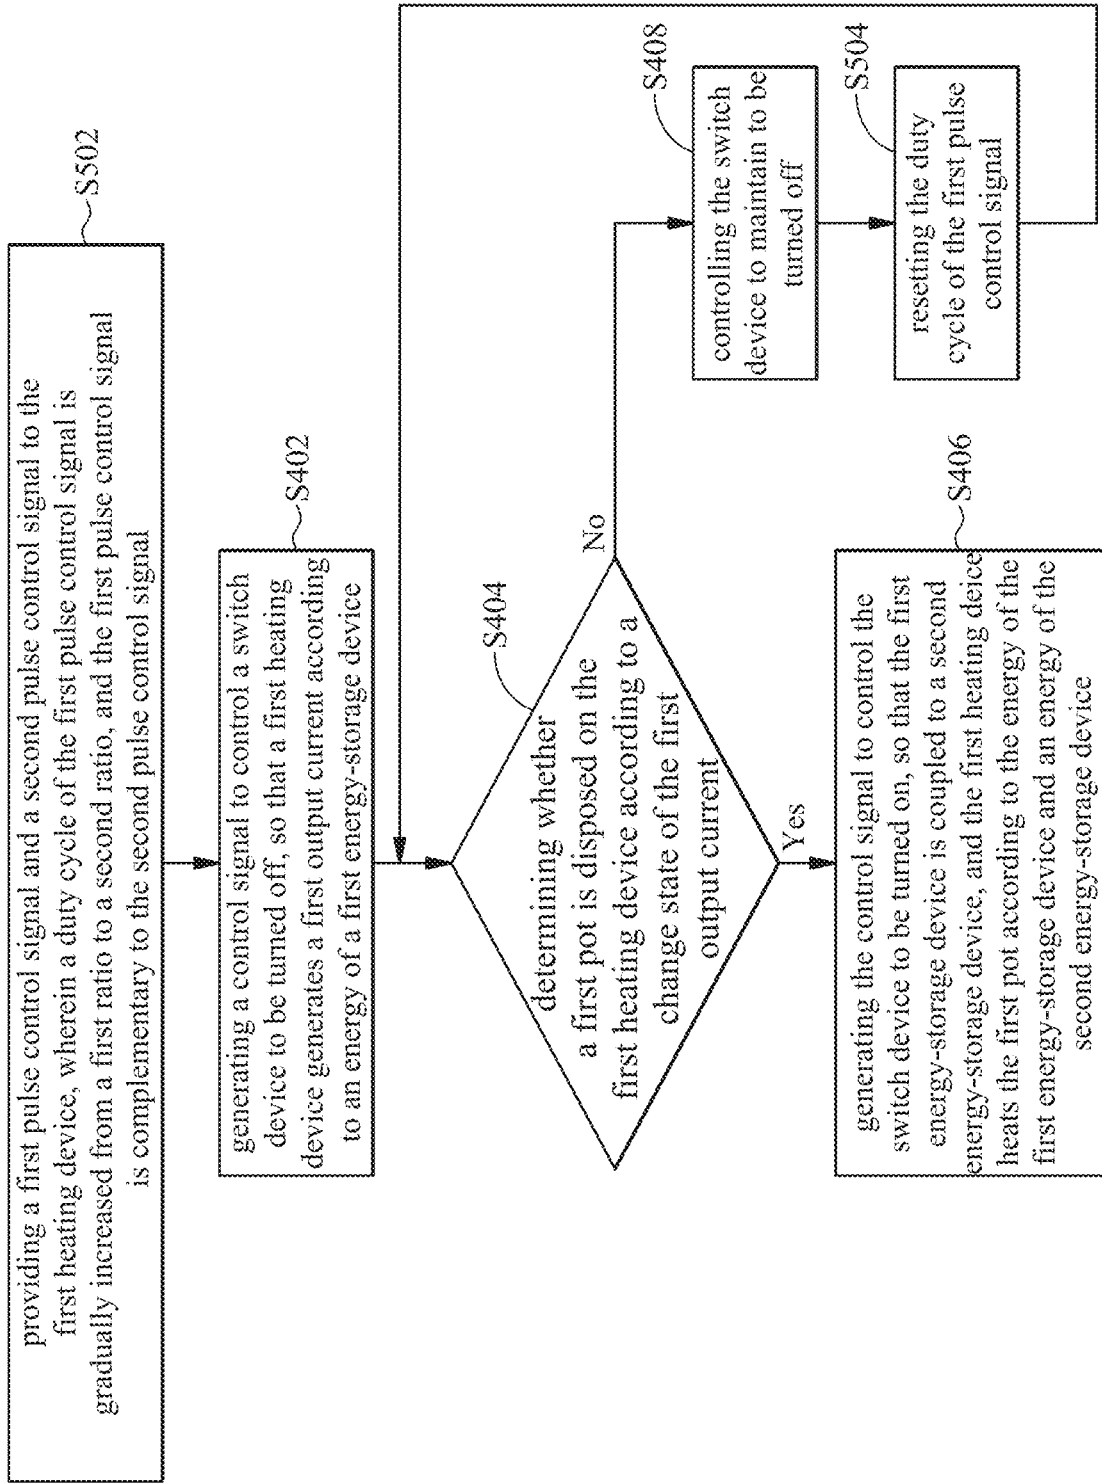 providing a first pulse control signal and a second pulse control signal to the
first heating device, wherein a duty cycle of the first pulse control signal is
gradually increased from a first ratio to a second ratio, and the first pulse control signal
is complementary to the second pulse control signal
S502
generating a control signal to control a switch
device to be turned off, so that a first heating
device generates a first output current according
to an energy of a first energy-storage device
S402
determining whether
a first pot is disposed on the
first heating device according to a
change state of the first
output current
S404
No
Yes
controlling the switch
device to maintain to be
turned off
S408
resetting the duty
cycle of the first pulse
control signal
S504
generating the control signal to control the
switch device to be turned on, so that the first
energy-storage device is coupled to a second
energy-storage device, and the first heating deice
heats the first pot according to the energy of the
first energy-storage device and an energy of the
second energy-storage device
S406